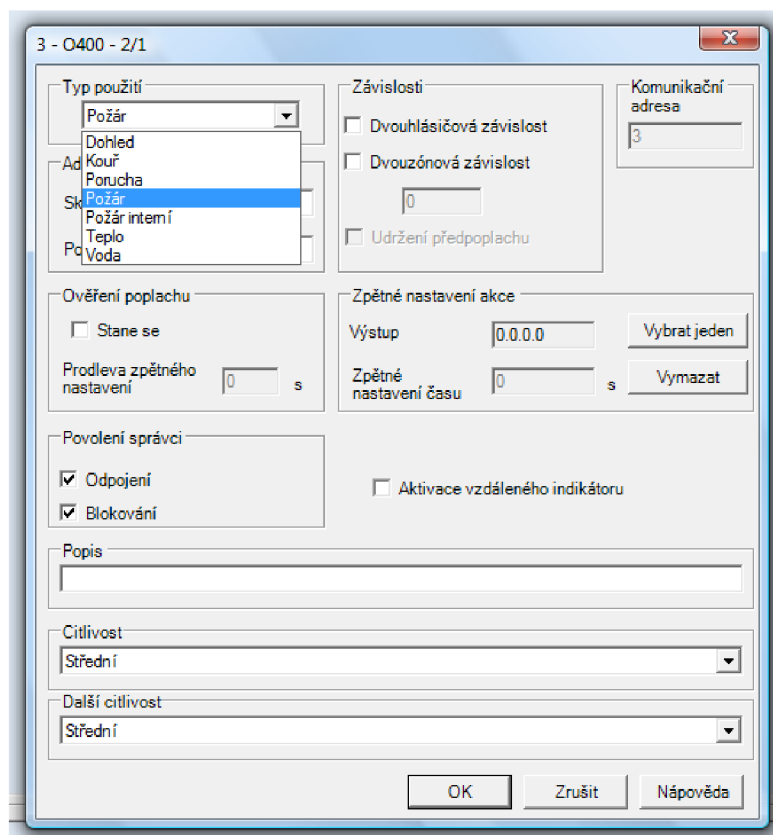 3 - O400 - 2/1
Typ použití
Požár
Dohled
Kouř
Porucha
Požár
Požár interní
Teplo
Voda
Ad
Sk
Po
Závislosti
Dvouhlásičová závislost
Dvouzónová závislost
0
Udržení předpoplachu
Komunikační
adresa
3
Ověření poplachu
Stane se
Prodleva zpětného
nastavení
0 s
Zpětné nastavení akce
Výstup 0.0.0.0 Vybrat jeden
Zpětné
nastavení času
0 s Vymazat
Povolení správci
Odpojení
Blokování
Aktivace vzdáleného indikátoru
Popis
Citlivost
Střední
Další citlivost
Střední
OK Zrušit Nápověda